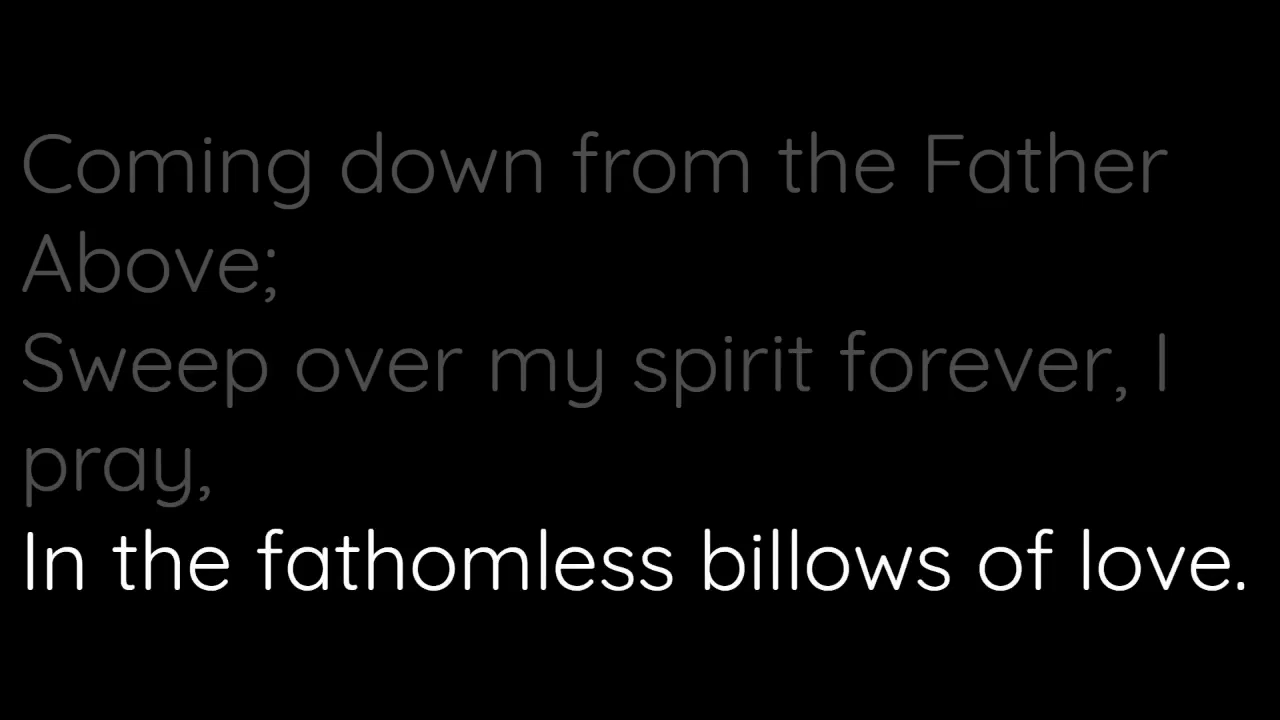 Coming down from the Father
Above;
Sweep over my spirit forever, I
pray,
In the fathomless billows of love.